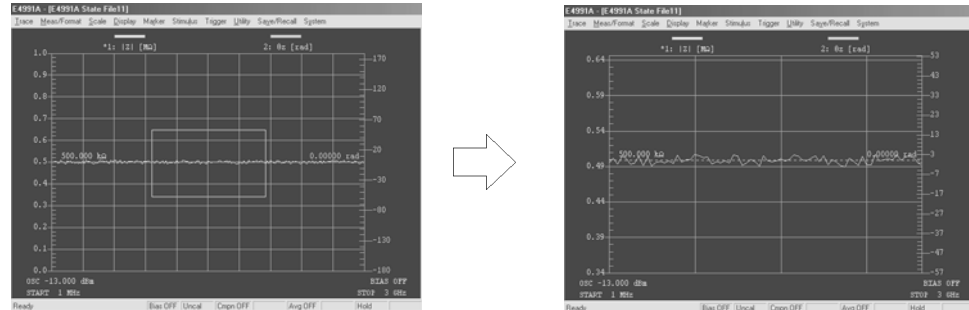 E4991A - [E4991A State File11]
Trace Meas/Format Scale Display Marker Stimulus Trigger Utility Save/Recall System
*1: |Z| [MΩ] 2: θz [rad]
1.0 170
0.9
0.8 120
0.7 70
0.6 20
0.5 500.000 kΩ 0.00000 rad
0.4 -30
0.3 -80
0.2 -130
0.1
0.0 -180
OSC -13.000 dBm BIAS OFF
START 1 MHz STOP 3 GHz
Ready Bias OFF Uncal Cmpn OFF Avg OFF Hold
E4991A - [E4991A State File11]
Trace Meas/Format Scale Display Marker Stimulus Trigger Utility Save/Recall System
*1: |Z| [MΩ] 2: θz [rad]
0.64 53
43
0.59 33
23
0.54 13
500.000 kΩ 0.00000 rad 3
0.49 -7
-17
0.44 -27
-37
0.39 -47
0.34 -57
OSC -13.000 dBm BIAS OFF
START 1 MHz STOP 3 GHz
Ready Bias OFF Uncal Cmpn OFF Avg OFF Hold